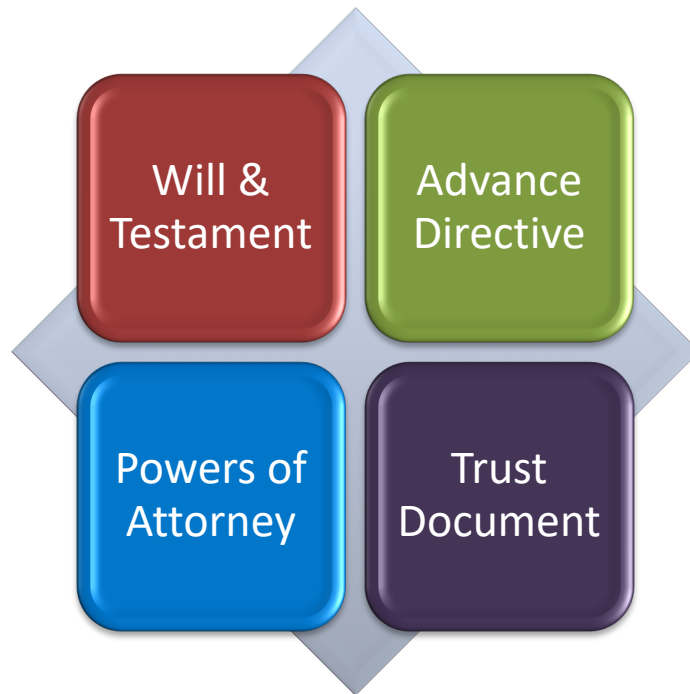 Will &
Testament
Advance
Directive
Powers of
Attorney
Trust
Document